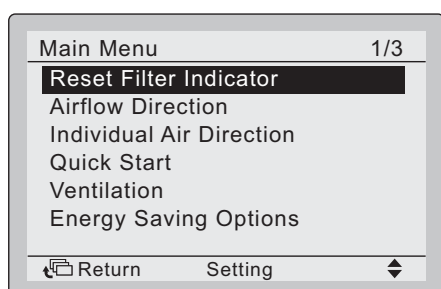 Main Menu 1/3
Reset Filter Indicator
Airflow Direction
Individual Air Direction
Quick Start
Ventilation
Energy Saving Options
Return Setting